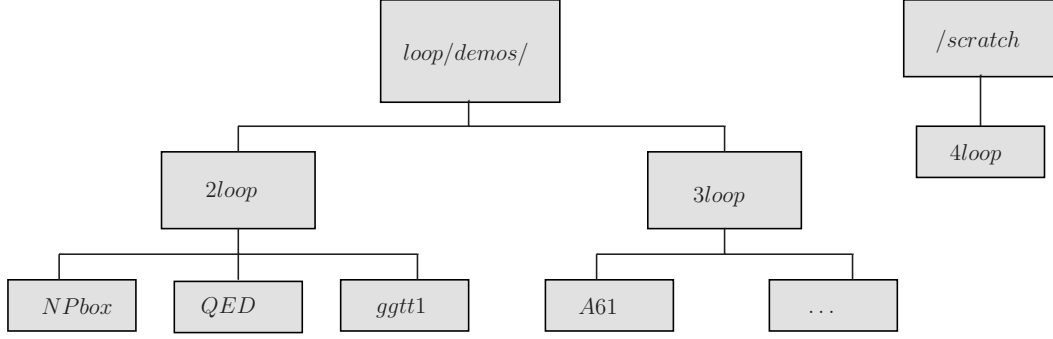 loop/demos/
/scratch
4loop
2loop
3loop
NPbox
QED
ggtt1
A61
...